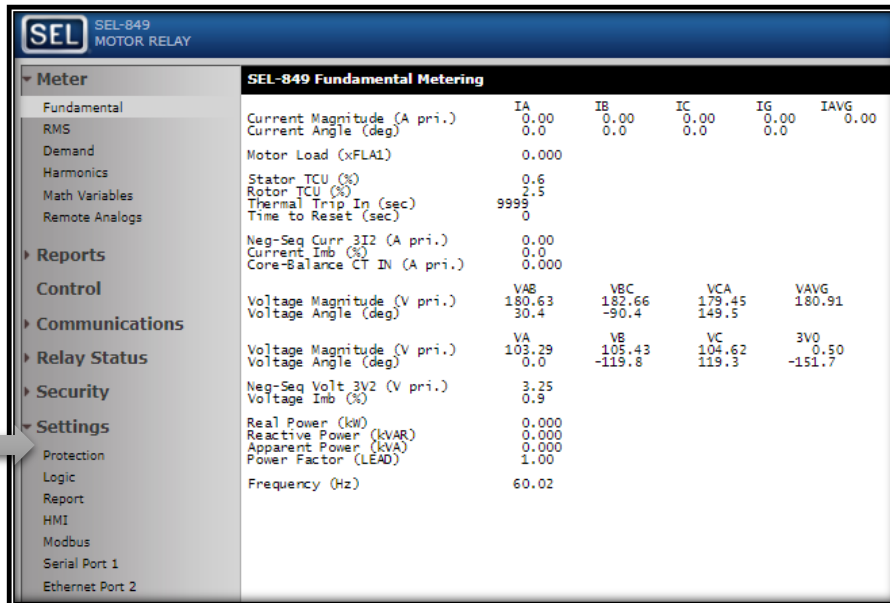 SEL
SEL-849
MOTOR RELAY
Meter
Fundamental
RMS
Demand
Harmonics
Math Variables
Remote Analogs
Reports
Control
Communications
Relay Status
Security
Settings
Protection
Logic
Report
HMI
Modbus
Serial Port 1
Ethernet Port 2
SEL-849 Fundamental Metering
IA IB IC IG IAVG
Current Magnitude (A pri.) 0.00 0.00 0.00 0.00 0.00
Current Angle (deg) 0.0 0.0 0.0 0.0
Motor Load (xFLA1) 0.000
Stator TCU (%) 0.6
Rotor TCU (%) 2.5
Thermal Trip In (sec) 9999
Time to Reset (sec) 0
Neg-Seq Curr 3I2 (A pri.) 0.00
Current Imb (%) 0.0
Core-Balance CT IN (A pri.) 0.000
VAB VBC VCA VAVG
Voltage Magnitude (V pri.) 180.63 182.66 179.45 180.91
Voltage Angle (deg) 30.4 -90.4 149.5
VA VB VC 3V0
Voltage Magnitude (V pri.) 103.29 105.43 104.62 0.50
Voltage Angle (deg) 0.0 -119.8 119.3 -151.7
Neg-Seq Volt 3V2 (V pri.) 3.25
Voltage Imb (%) 0.9
Real Power (kW) 0.000
Reactive Power (kVAR) 0.000
Apparent Power (kVA) 0.000
Power Factor (LEAD) 1.00
Frequency (Hz) 60.02